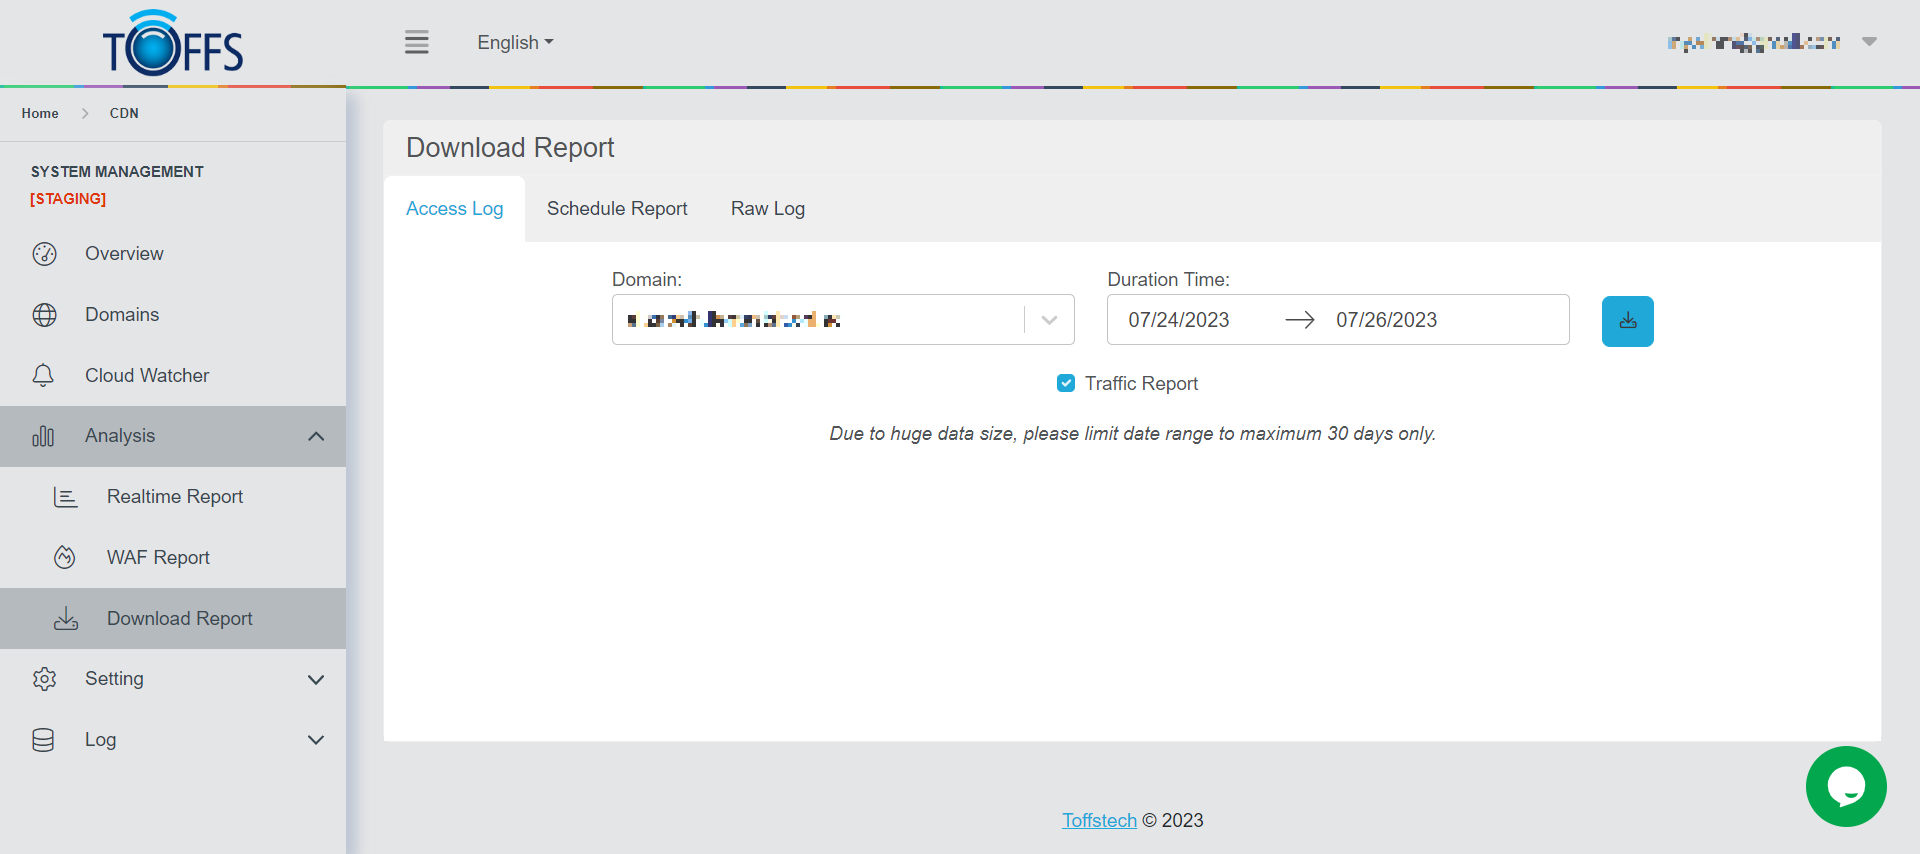 TOFFS
English
Home
CDN
SYSTEM MANAGEMENT
[STAGING]
Overview
Domains
Cloud Watcher
Analysis
Realtime Report
WAF Report
Download Report
Setting
Log
Download Report
Access Log
Schedule Report
Raw Log
Domain:
Duration Time:
07/24/2023
07/26/2023
Traffic Report
Due to huge data size, please limit date range to maximum 30 days only.
Toffstech © 2023